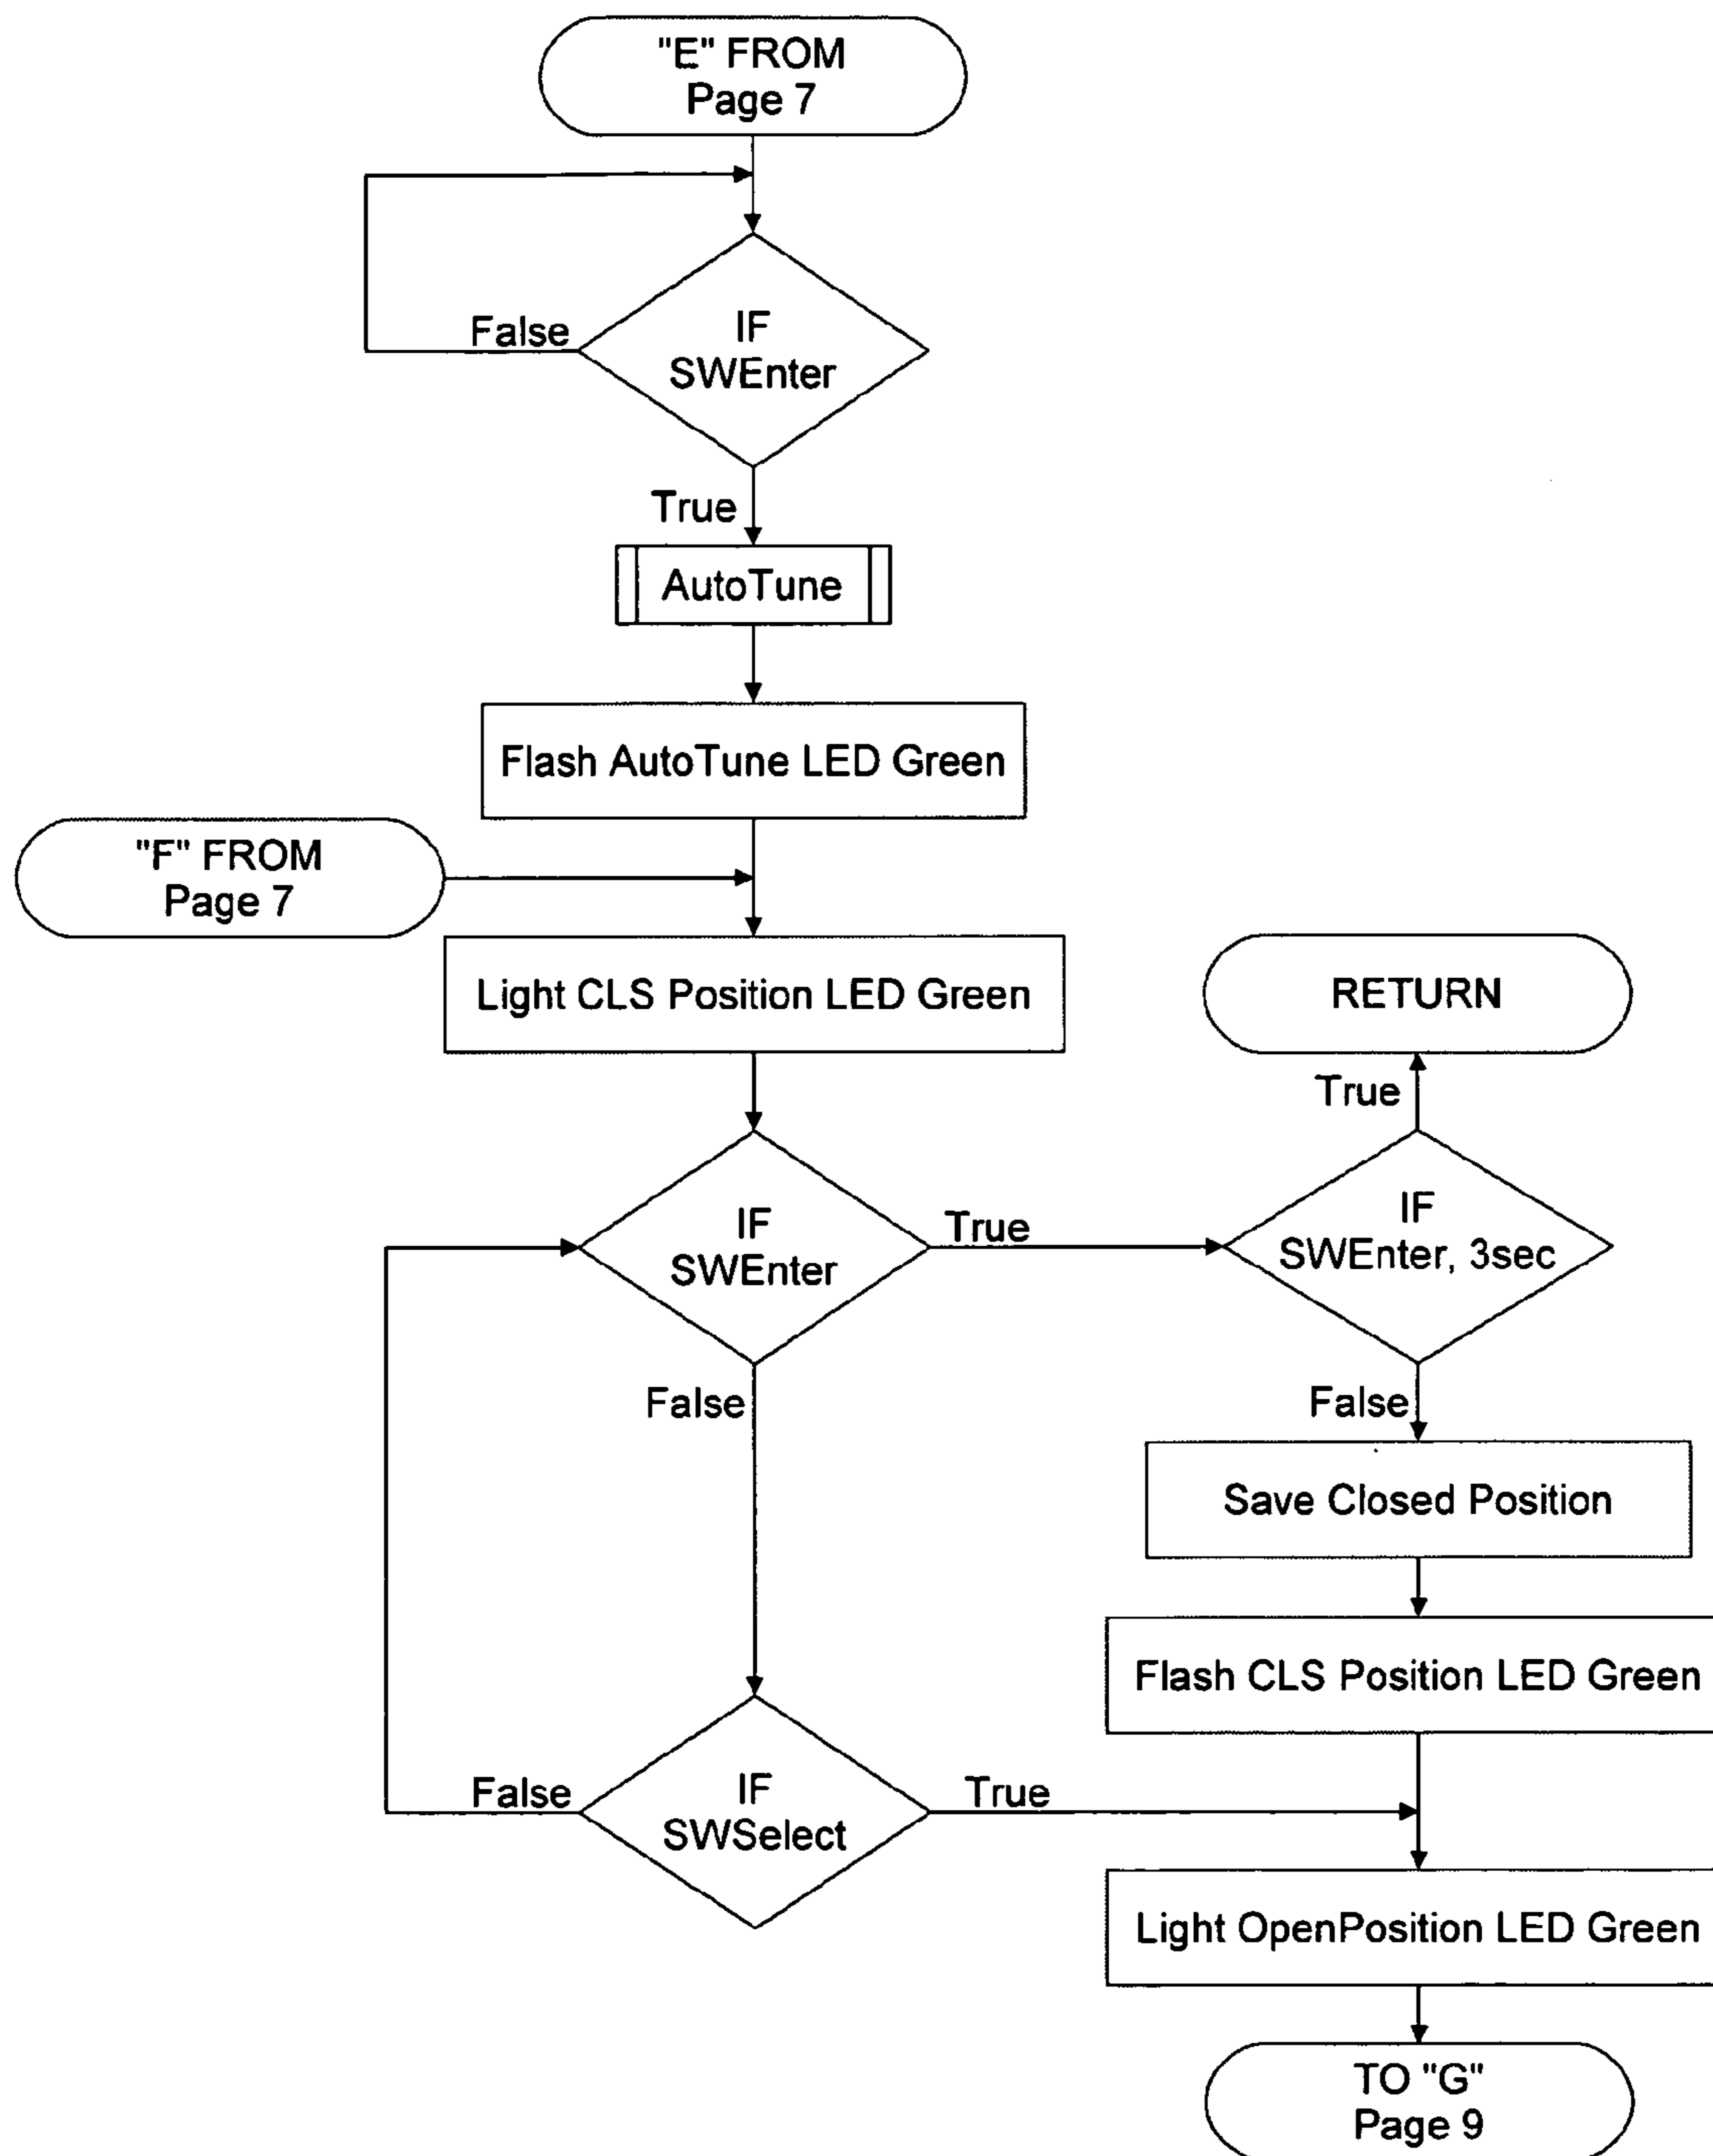 "E" FROM
Page 7
False
IF
SWEnter
True
AutoTune
Flash AutoTune LED Green
"F" FROM
Page 7
Light CLS Position LED Green
RETURN
True
IF
SWEnter
True
IF
SWEnter, 3sec
False
False
Save Closed Position
Flash CLS Position LED Green
False
IF
SWSelect
True
Light OpenPosition LED Green
TO "G"
Page 9